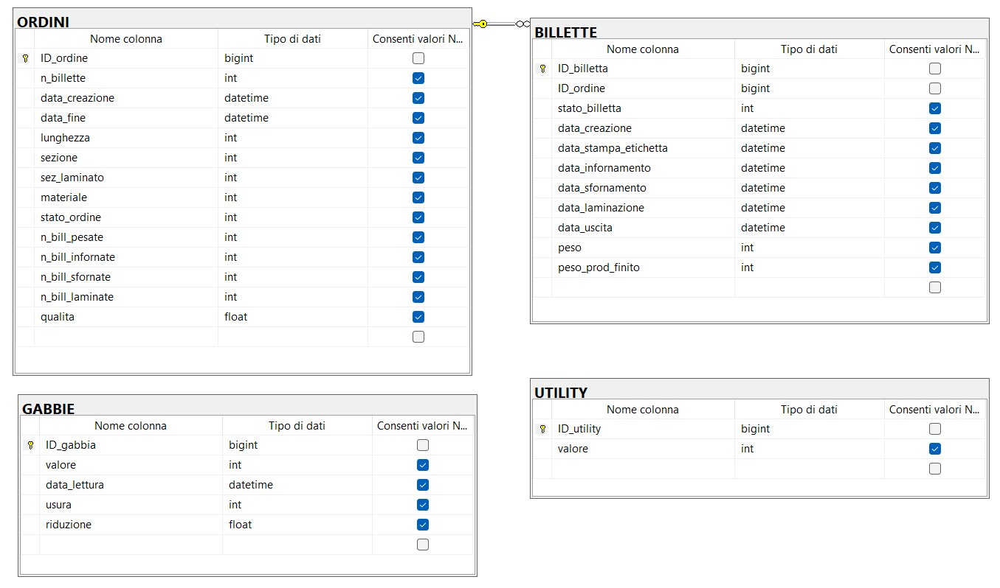 ORDINI
Nome colonna Tipo di dati Consenti valori N...
ID_ordine bigint
n_billette int
data_creazione datetime
data_fine datetime
lunghezza int
sezione int
sez_laminato int
materiale int
stato_ordine int
n_bill_pesate int
n_bill_infornate int
n_bill_sfornate int
n_bill_laminate int
qualita float
BILLETTE
Nome colonna Tipo di dati Consenti valori N...
ID_billetta bigint
ID_ordine bigint
stato_billetta int
data_creazione datetime
data_stampa_etichetta datetime
data_infornamento datetime
data_sfornamento datetime
data_laminazione datetime
data_uscita datetime
peso int
peso_prod_finito int
GABBIE
Nome colonna Tipo di dati Consenti valori N...
ID_gabbia bigint
valore int
data_lettura datetime
usura int
riduzione float
UTILITY
Nome colonna Tipo di dati Consenti valori N...
ID_utility bigint
valore int